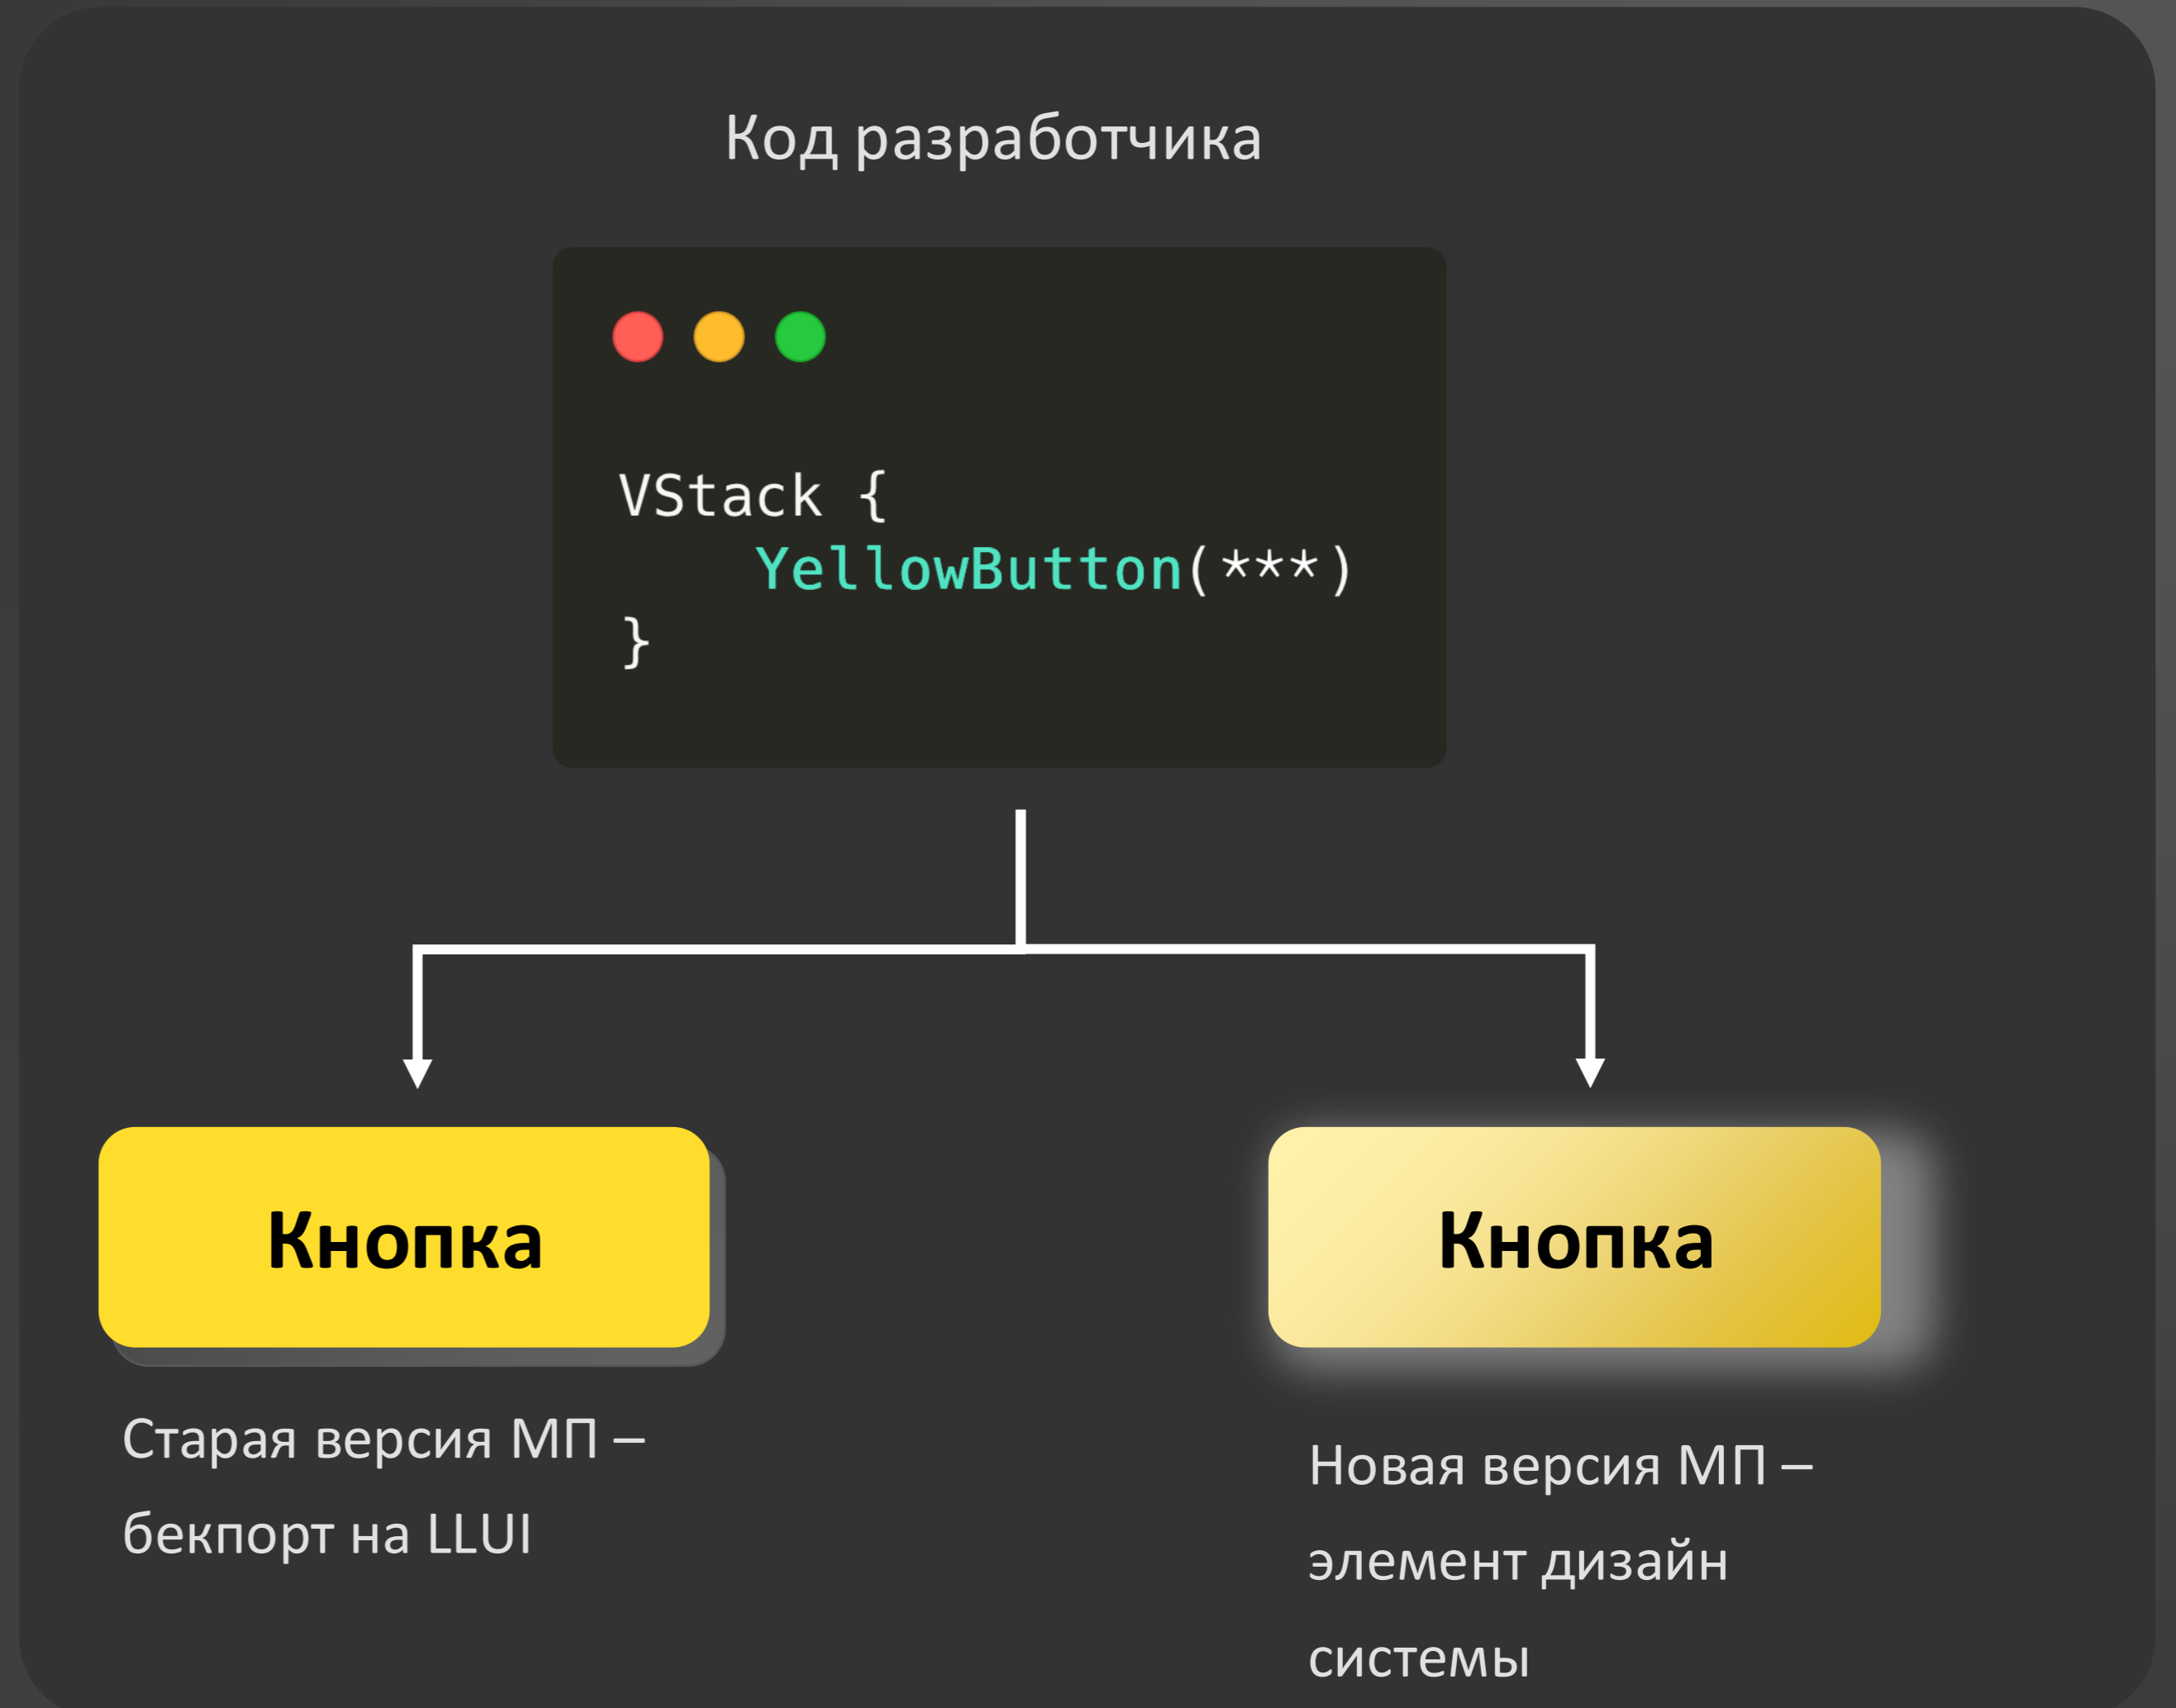 Код разработчика
VStack {
    YellowButton(***)
}
Кнопка
Кнопка
Старая версия МП –
бекпорт на LLUI
Новая версия МП –
элемент дизайн
системы